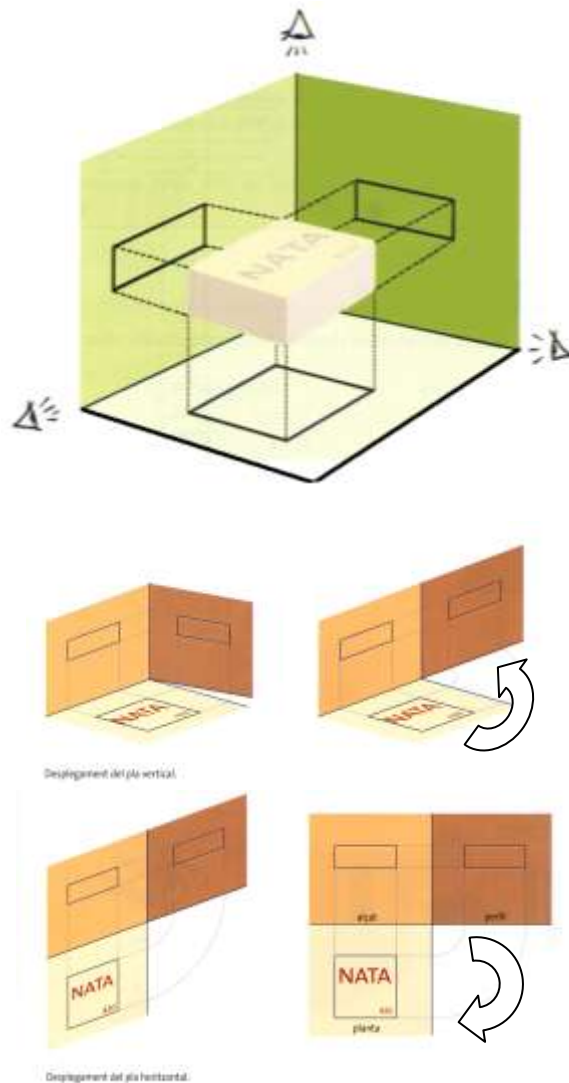 NATA
NATA
NATA
Desplegament del pla vertical.
alçat
perfil
NATA
NATA
planta
Desplegament del pla horitzontal.